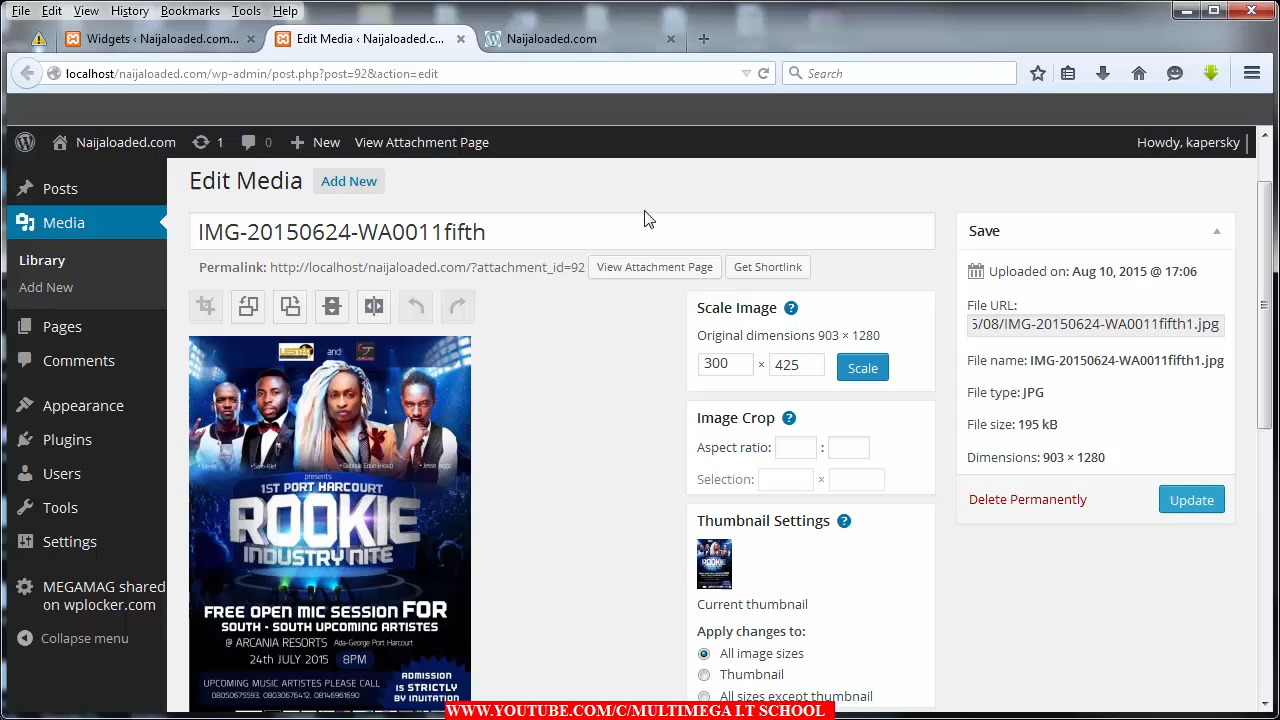 File Edit View History Bookmarks Tools Help
Widgets ‹ Naijaloaded.com...
Edit Media ‹ Naijaloaded.c...
Naijaloaded.com
localhost/naijaloaded.com/wp-admin/post.php?post=92&action=edit
Search
Naijaloaded.com
1
0
New
View Attachment Page
Howdy, kapersky
Posts
Media
Library
Add New
Pages
Comments
Appearance
Plugins
Users
Tools
Settings
MEGAMAG shared
on wplocker.com
Collapse menu
Edit Media
Add New
IMG-20150624-WA0011fifth
Permalink: http://localhost/naijaloaded.com/?attachment_id=92
View Attachment Page
Get Shortlink
and
presents
1ST PORT HARCOURT
ROOKIE
INDUSTRY NITE
FREE OPEN MIC SESSION FOR
SOUTH - SOUTH UPCOMING ARTISTES
@ ARCANIA RESORTS Ada-George Port Harcourt
24th JULY 2015 8PM
UPCOMING MUSIC ARTISTES PLEASE CALL
08050675593, 08030676412, 08146961690
ADMISSION
IS STRICTLY
BY INVITATION
Scale Image
Original dimensions 903 × 1280
300 × 425
Scale
Image Crop
Aspect ratio: :
Selection: ×
Thumbnail Settings
Current thumbnail
Apply changes to:
All image sizes
Thumbnail
All sizes except thumbnail
Save
Uploaded on: Aug 10, 2015 @ 17:06
File URL:
5/08/IMG-20150624-WA0011fifth1.jpg
File name: IMG-20150624-WA0011fifth1.jpg
File type: JPG
File size: 195 kB
Dimensions: 903 × 1280
Delete Permanently
Update
WWW.YOUTUBE.COM/C/MULTIMEGA I.T SCHOOL